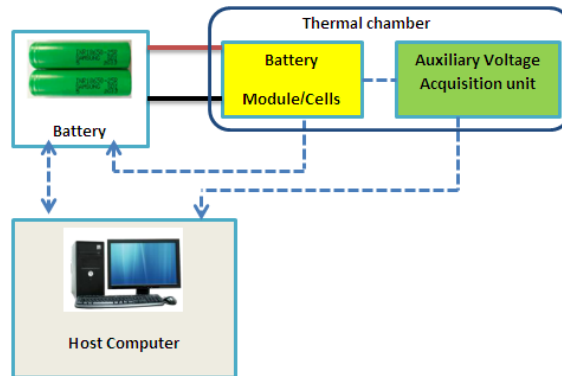 Thermal chamber
Battery
Module/Cells
Auxiliary Voltage
Acquisition unit
Battery
Host Computer